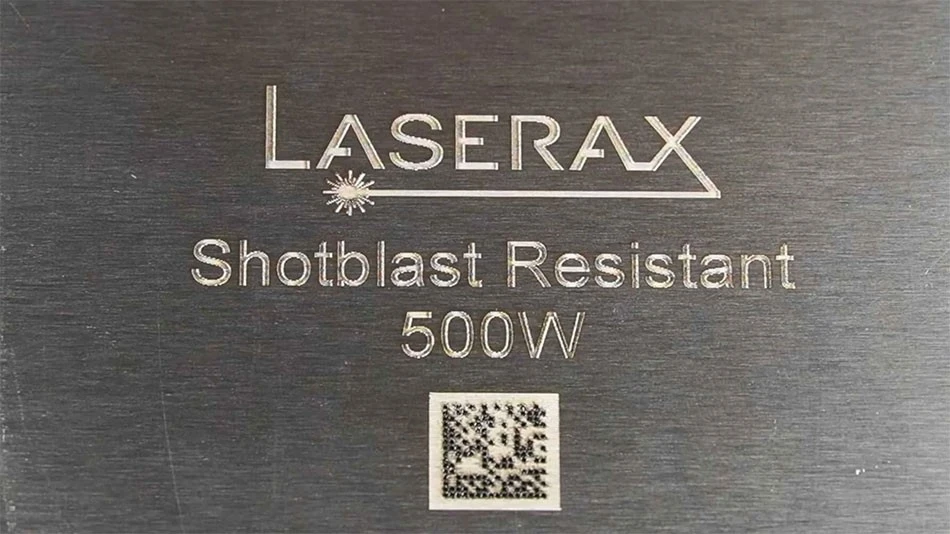 LASERAX
Shotblast Resistant
500W